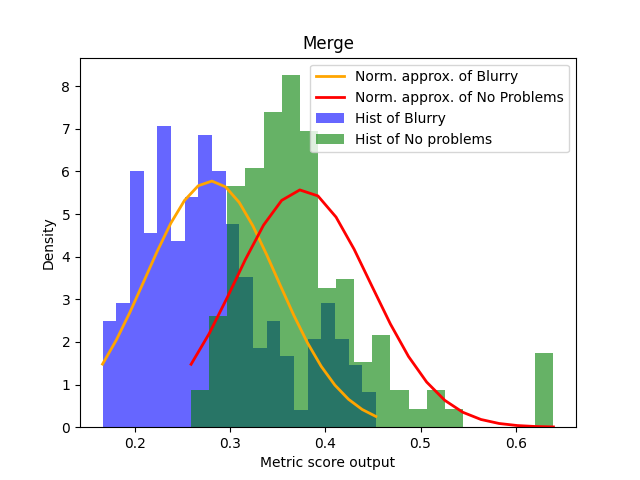 Merge
Norm. approx. of Blurry
Norm. approx. of No Problems
Hist of Blurry
Hist of No problems
Density
8
7
6
5
4
3
2
1
0
0.2
0.3
0.4
0.5
0.6
Metric score output